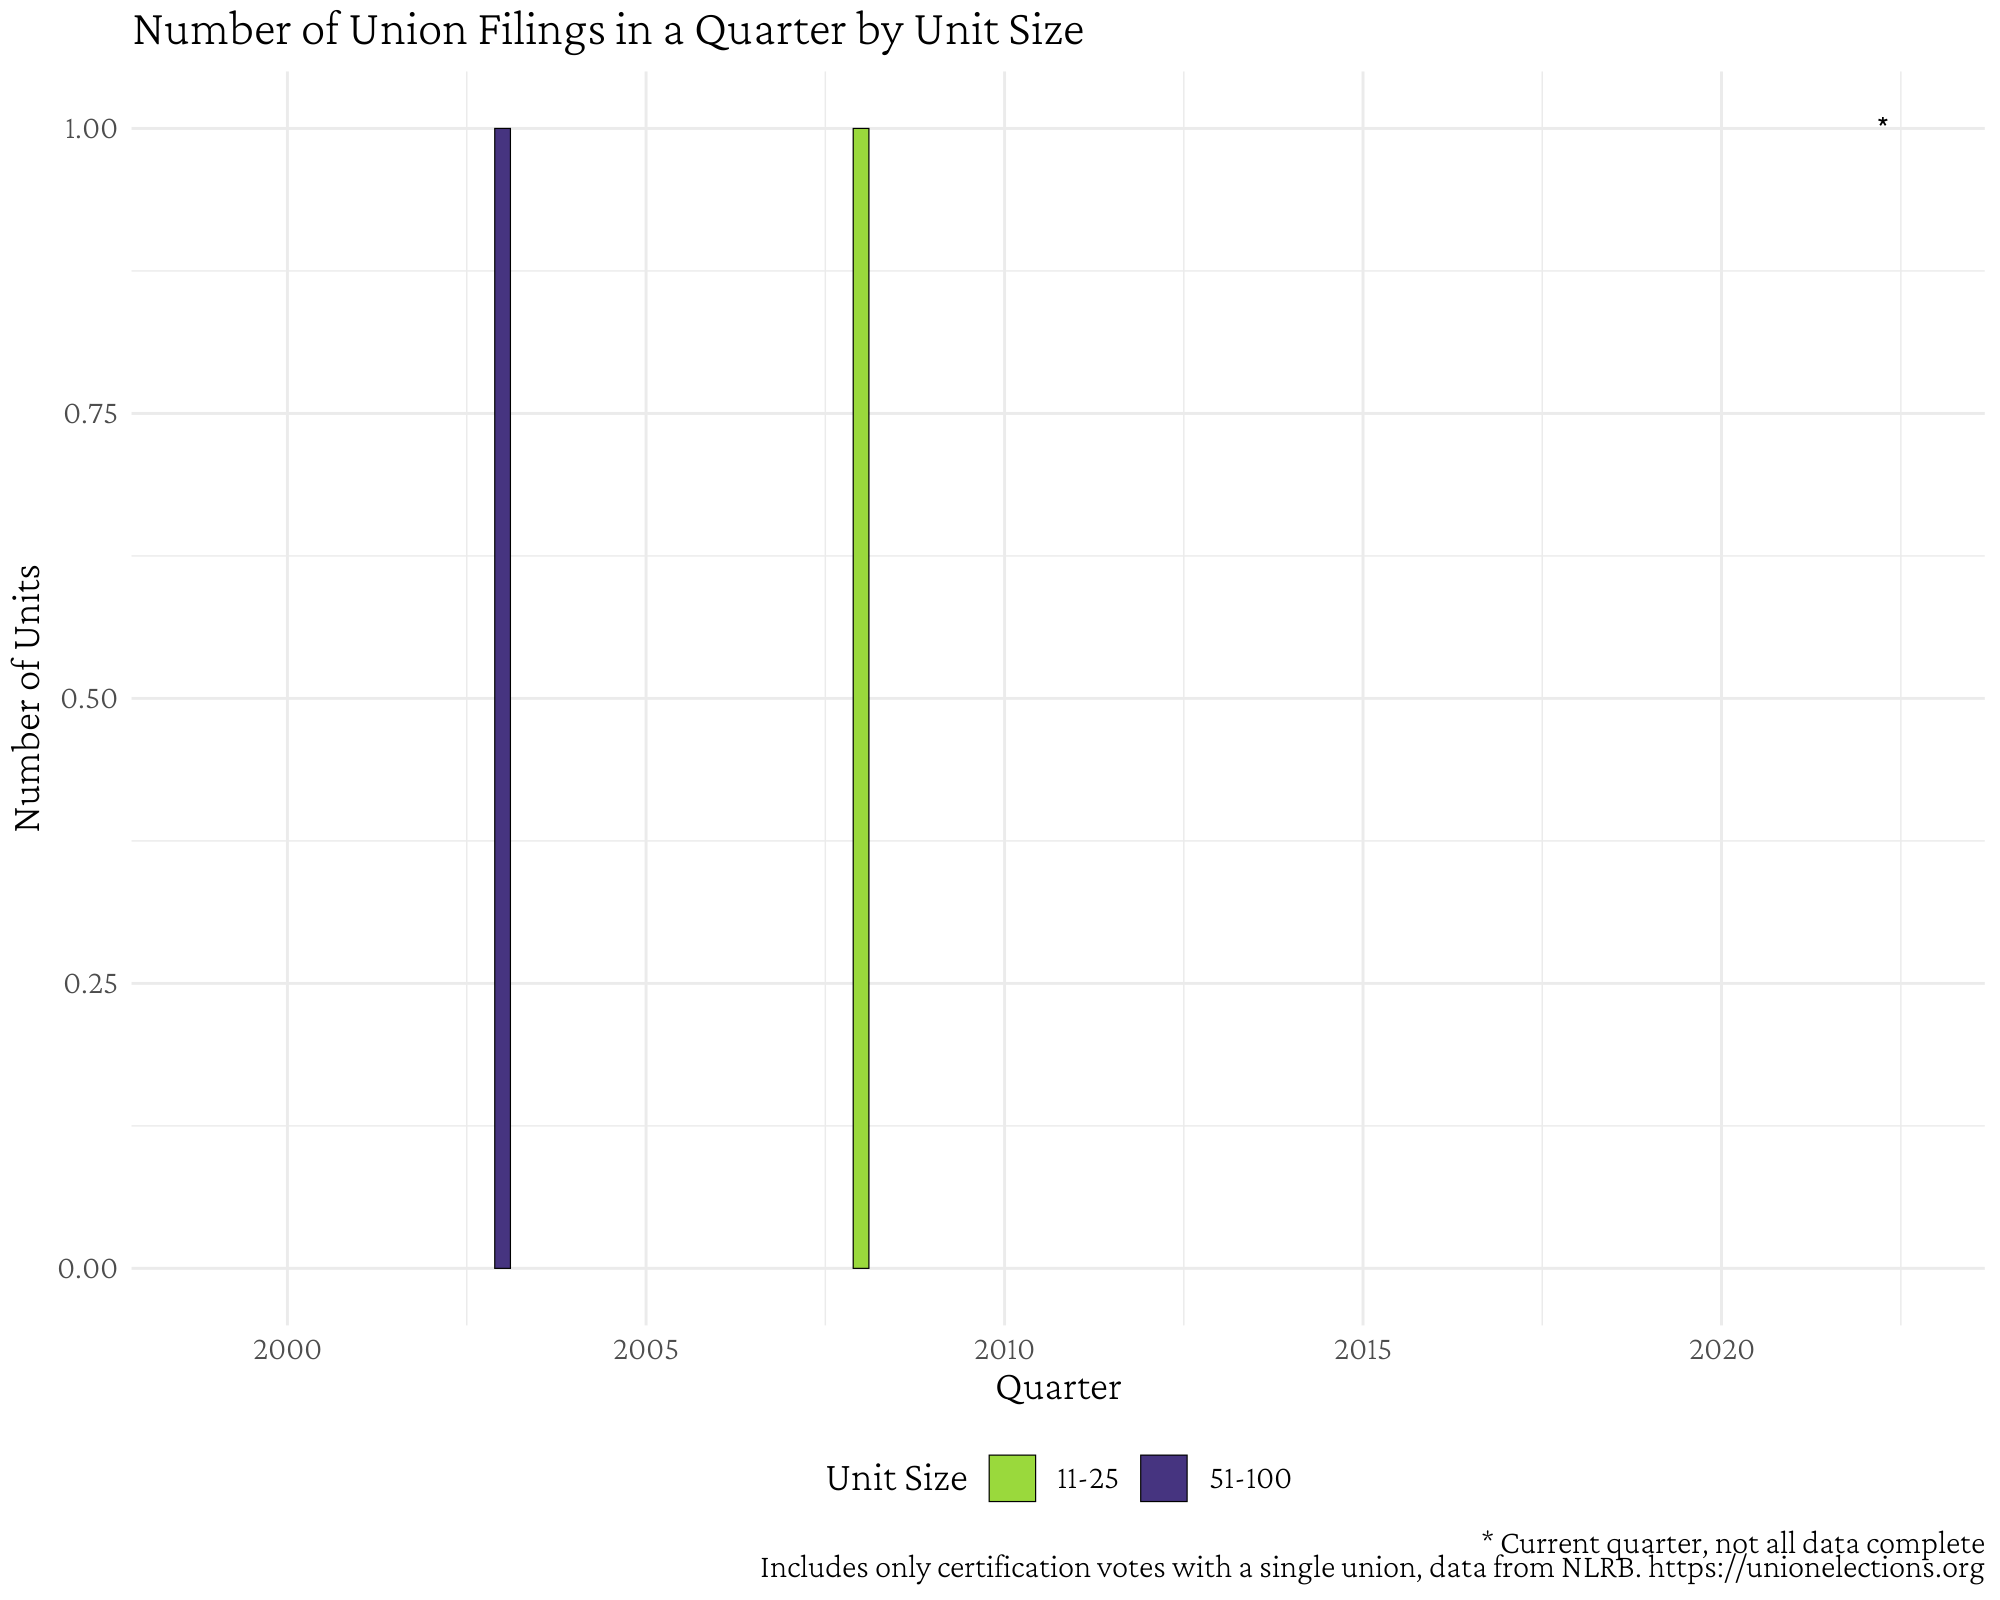 Number of Union Filings in a Quarter by Unit Size
*
1.00
0.75
0.50
0.25
0.00
Number of Units
2000 2005 2010 2015 2020
Quarter
Unit Size 11-25 51-100
* Current quarter, not all data complete
Includes only certification votes with a single union, data from NLRB. https://unionelections.org